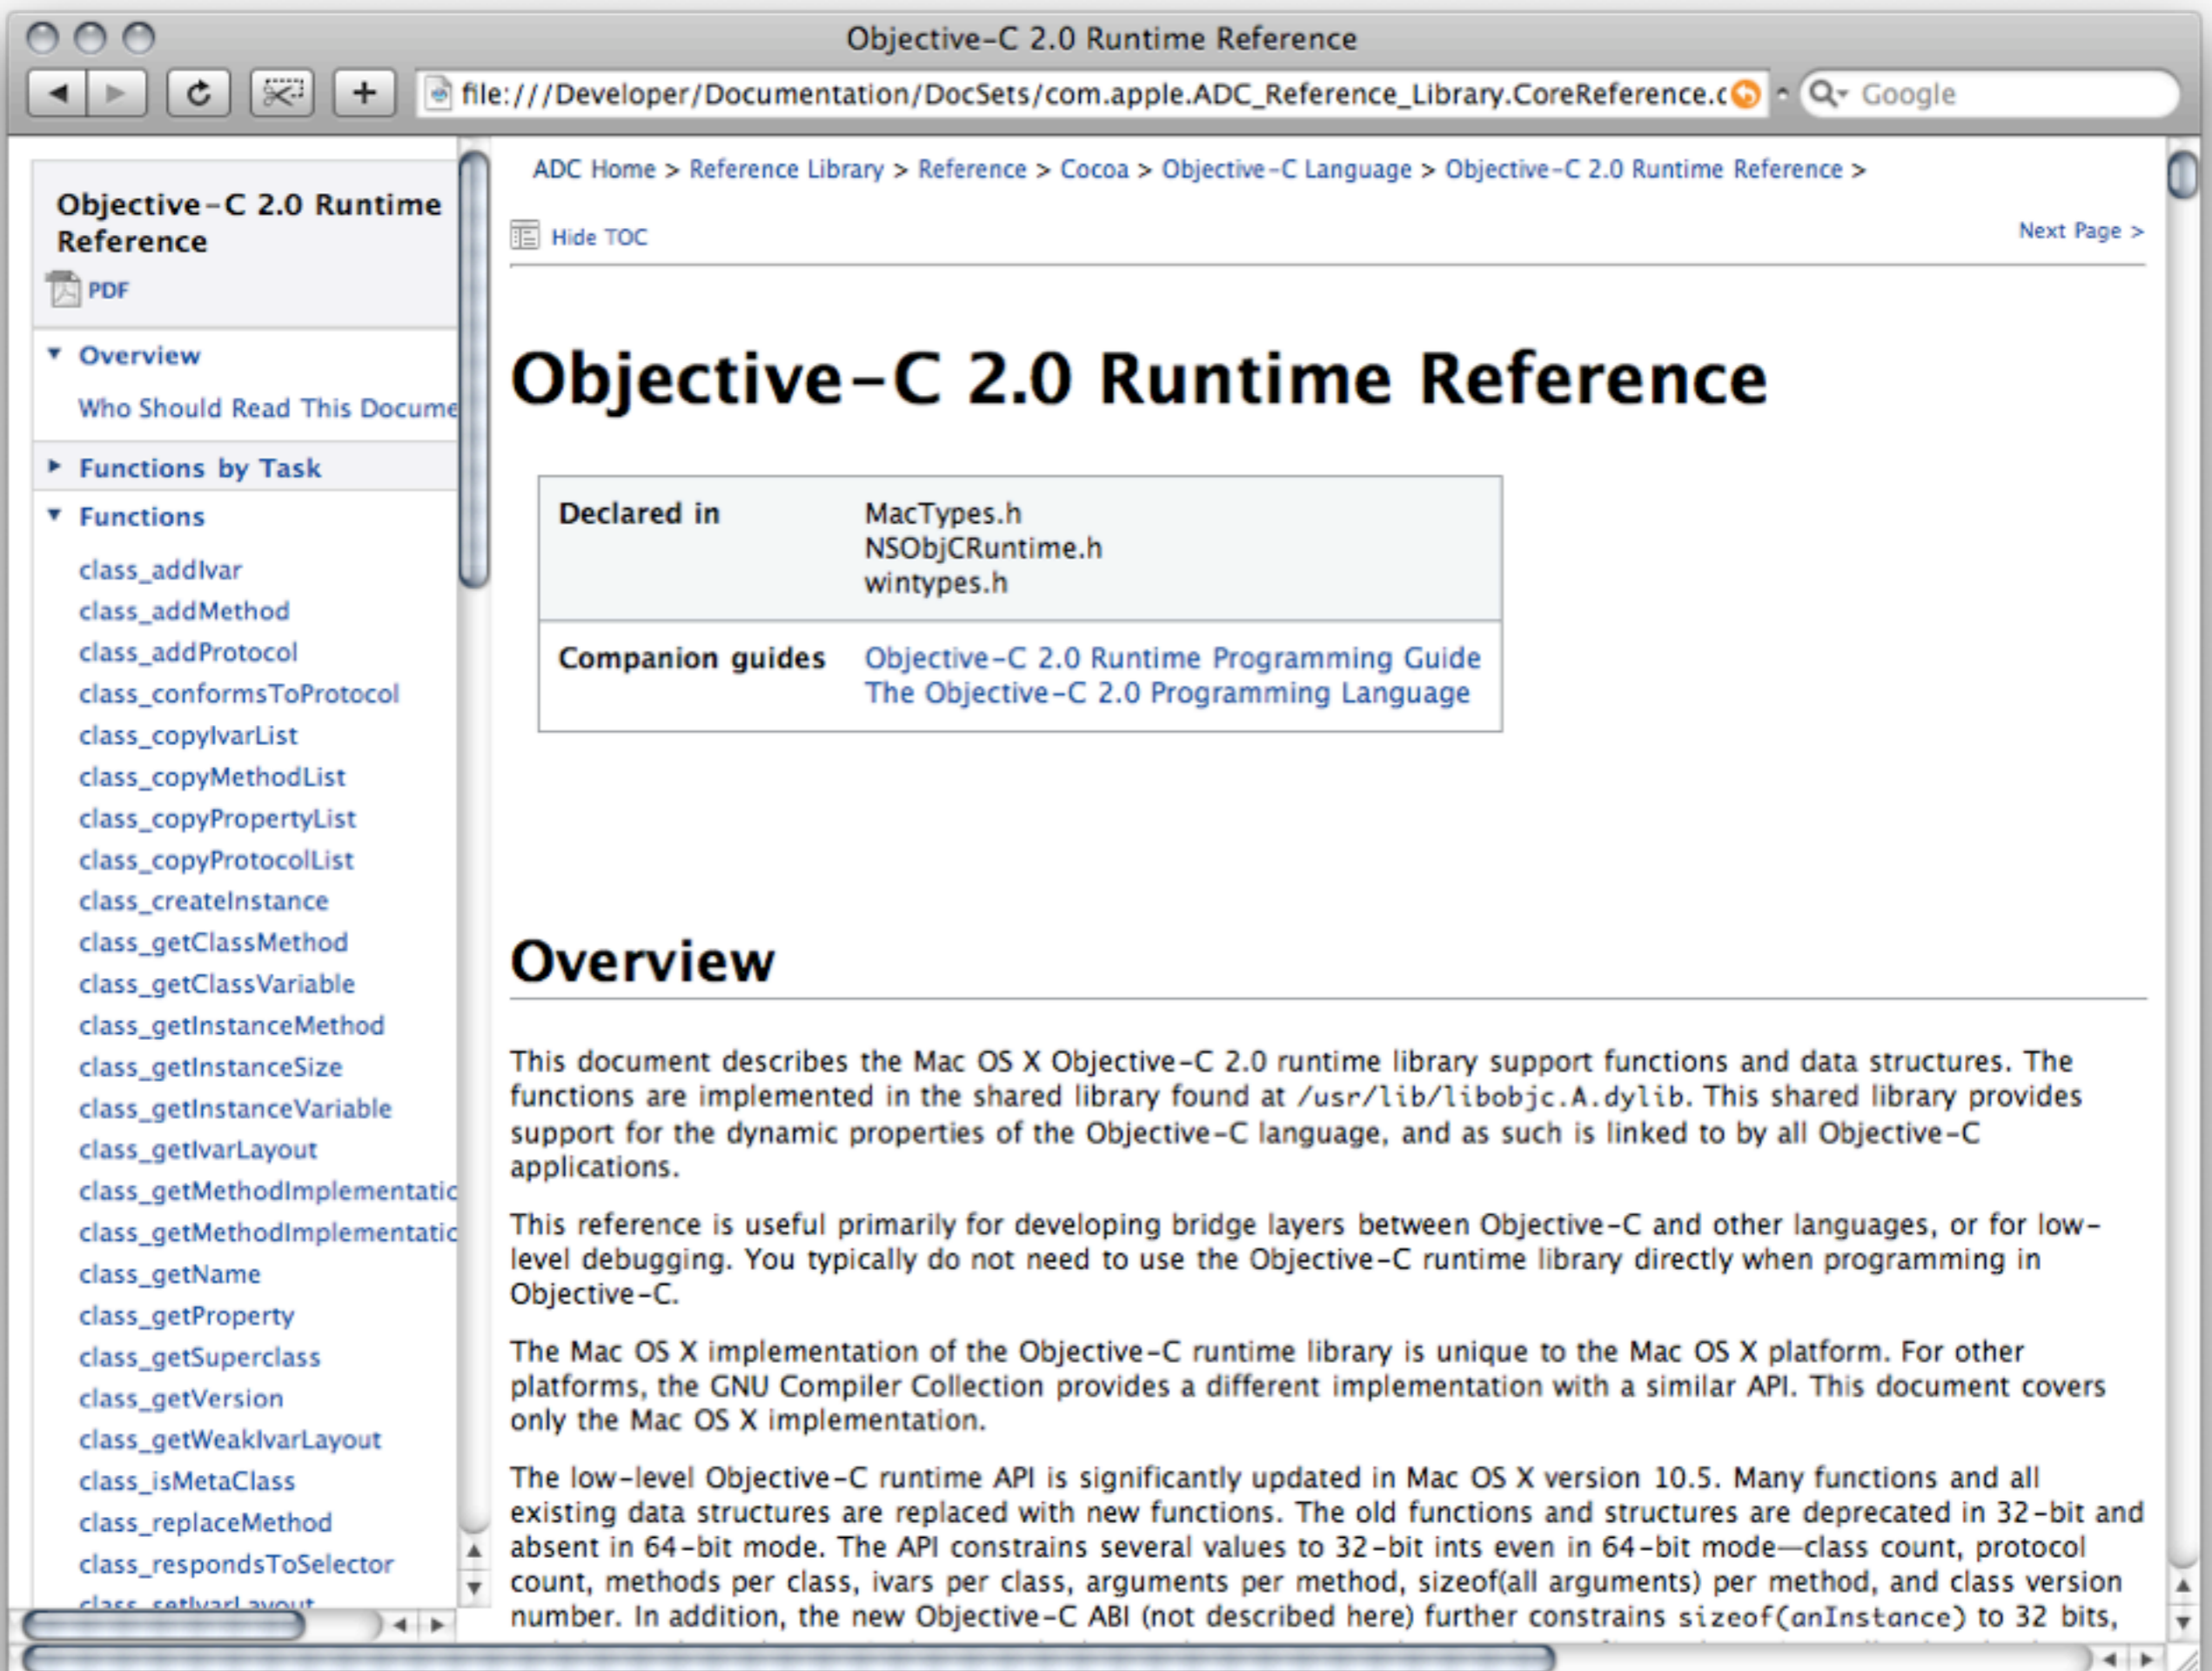 Objective-C 2.0 Runtime Reference
file:///Developer/Documentation/DocSets/com.apple.ADC_Reference_Library.CoreReference.c
Google
Objective-C 2.0 Runtime
Reference
PDF
Overview
Who Should Read This Docume
Functions by Task
Functions
class_addIvar
class_addMethod
class_addProtocol
class_conformsToProtocol
class_copyIvarList
class_copyMethodList
class_copyPropertyList
class_copyProtocolList
class_createInstance
class_getClassMethod
class_getClassVariable
class_getInstanceMethod
class_getInstanceSize
class_getInstanceVariable
class_getIvarLayout
class_getMethodImplementatic
class_getMethodImplementatic
class_getName
class_getProperty
class_getSuperclass
class_getVersion
class_getWeakIvarLayout
class_isMetaClass
class_replaceMethod
class_respondsToSelector
class_setIvarLayout
ADC Home > Reference Library > Reference > Cocoa > Objective-C Language > Objective-C 2.0 Runtime Reference >
Hide TOC
Next Page >
Objective-C 2.0 Runtime Reference
Declared in
MacTypes.h
NSObjCRuntime.h
wintypes.h
Companion guides
Objective-C 2.0 Runtime Programming Guide
The Objective-C 2.0 Programming Language
Overview
This document describes the Mac OS X Objective-C 2.0 runtime library support functions and data structures. The
functions are implemented in the shared library found at /usr/lib/libobjc.A.dylib. This shared library provides
support for the dynamic properties of the Objective-C language, and as such is linked to by all Objective-C
applications.
This reference is useful primarily for developing bridge layers between Objective-C and other languages, or for low-
level debugging. You typically do not need to use the Objective-C runtime library directly when programming in
Objective-C.
The Mac OS X implementation of the Objective-C runtime library is unique to the Mac OS X platform. For other
platforms, the GNU Compiler Collection provides a different implementation with a similar API. This document covers
only the Mac OS X implementation.
The low-level Objective-C runtime API is significantly updated in Mac OS X version 10.5. Many functions and all
existing data structures are replaced with new functions. The old functions and structures are deprecated in 32-bit and
absent in 64-bit mode. The API constrains several values to 32-bit ints even in 64-bit mode—class count, protocol
count, methods per class, ivars per class, arguments per method, sizeof(all arguments) per method, and class version
number. In addition, the new Objective-C ABI (not described here) further constrains sizeof(anInstance) to 32 bits,